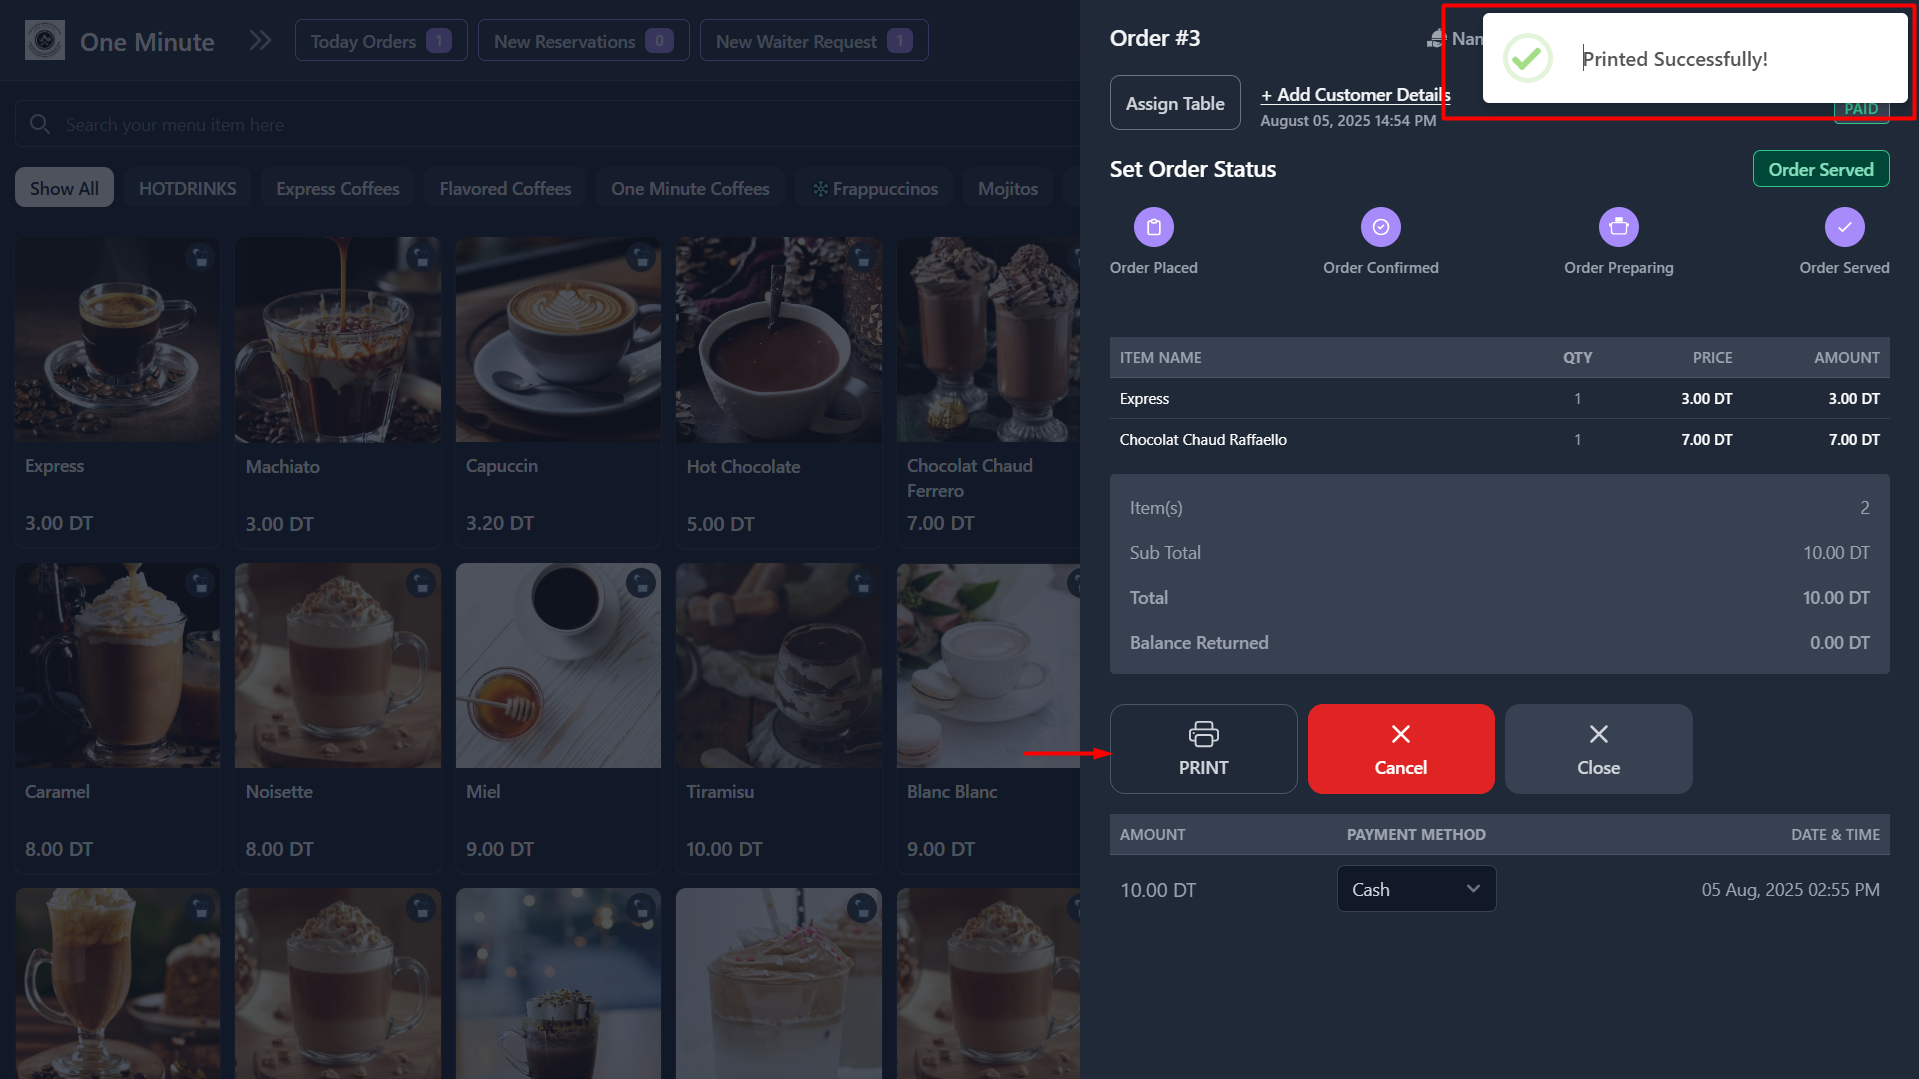 One Minute
Today Orders 1
New Reservations 0
New Waiter Request 1
Search your menu item here
Show All
HOTDRINKS
Express Coffees
Flavored Coffees
One Minute Coffees
Frappuccinos
Mojitos
Express
3.00 DT
Machiato
3.00 DT
Capuccin
3.20 DT
Hot Chocolate
5.00 DT
Chocolat Chaud
Ferrero
7.00 DT
Caramel
8.00 DT
Noisette
8.00 DT
Miel
9.00 DT
Tiramisu
10.00 DT
Blanc Blanc
9.00 DT
Order #3
Printed Successfully!
Assign Table
+ Add Customer Details
August 05, 2025 14:54 PM
PAID
Set Order Status
Order Served
Order Placed
Order Confirmed
Order Preparing
Order Served
ITEM NAME QTY PRICE AMOUNT
Express 1 3.00 DT 3.00 DT
Chocolat Chaud Raffaello 1 7.00 DT 7.00 DT
Item(s) 2
Sub Total 10.00 DT
Total 10.00 DT
Balance Returned 0.00 DT
PRINT
Cancel
Close
AMOUNT PAYMENT METHOD DATE & TIME
10.00 DT Cash 05 Aug, 2025 02:55 PM